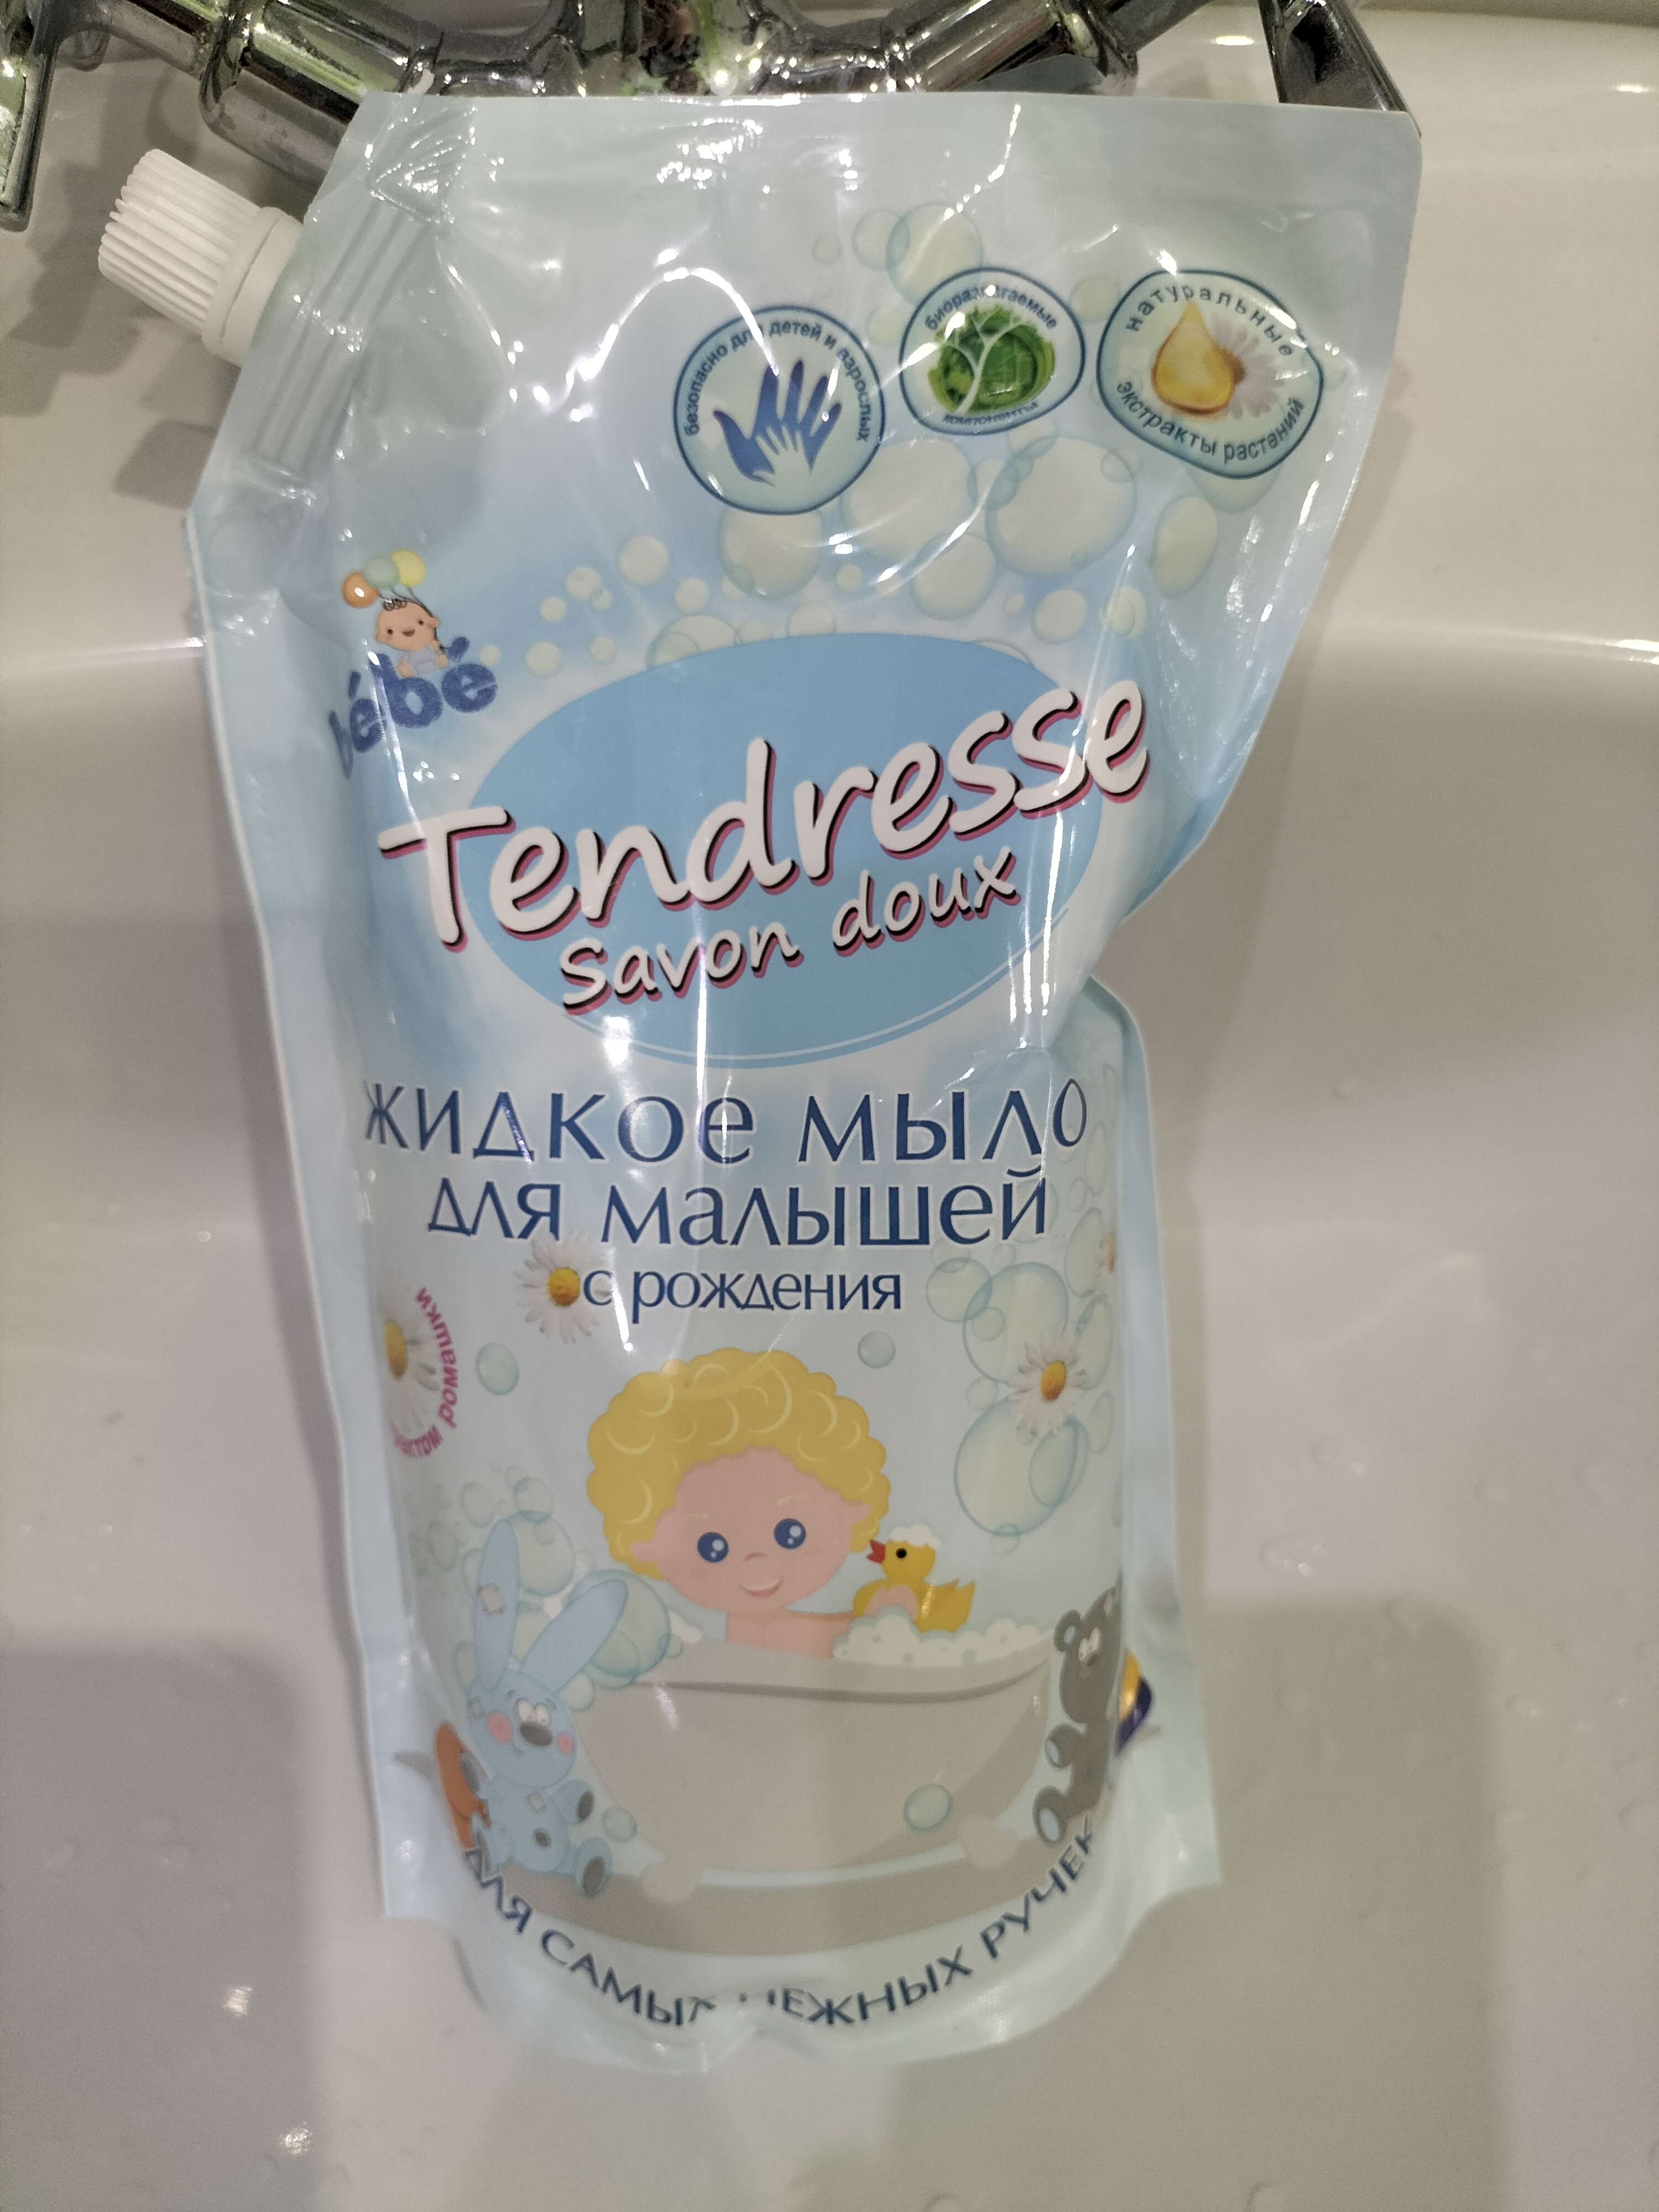 безопасно для детей и взрослых
биоразлагаемые
компоненты
натуральные
экстракты растений
bébé
Tendresse
savon doux
жидкое мыло
для малышей
с рождения
ромашки
ДЛЯ САМЫХ НЕЖНЫХ РУЧЕК